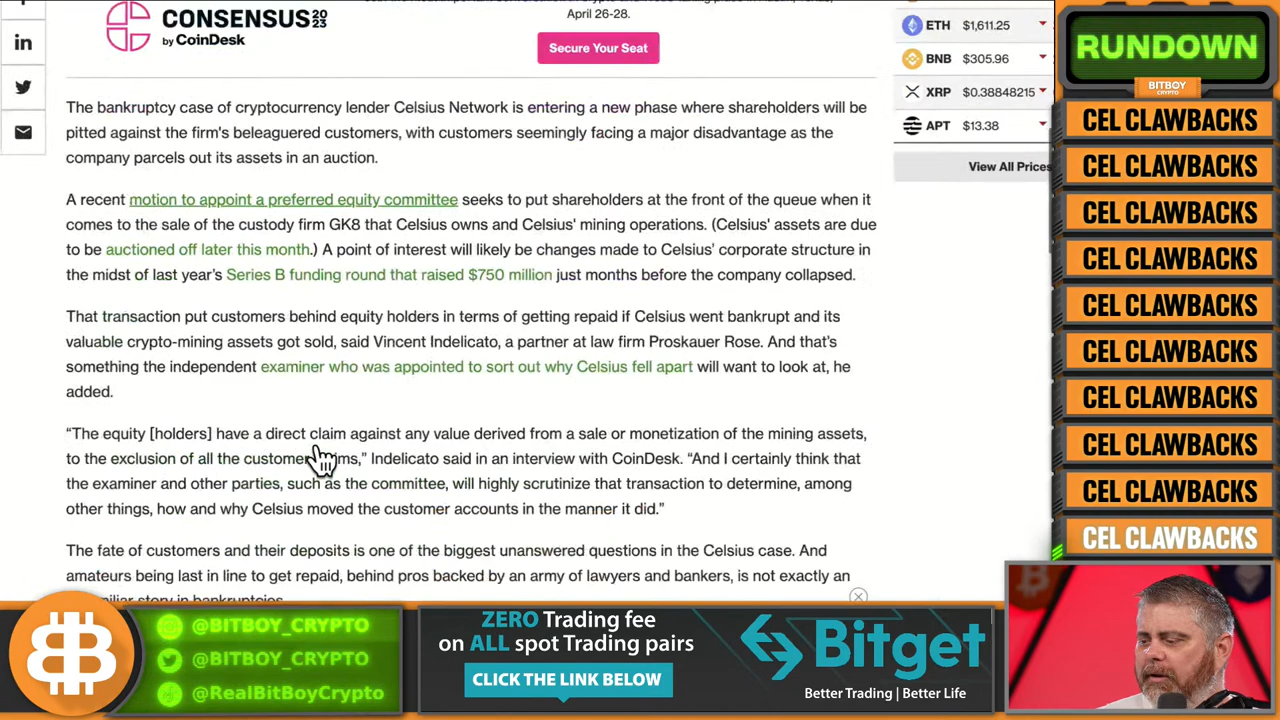 CONSENSUS 2023
by CoinDesk
April 26-28.
Secure Your Seat
The bankruptcy case of cryptocurrency lender Celsius Network is entering a new phase where shareholders will be
pitted against the firm's beleaguered customers, with customers seemingly facing a major disadvantage as the
company parcels out its assets in an auction.
A recent motion to appoint a preferred equity committee seeks to put shareholders at the front of the queue when it
comes to the sale of the custody firm GK8 that Celsius owns and Celsius' mining operations. (Celsius' assets are due
to be auctioned off later this month.) A point of interest will likely be changes made to Celsius' corporate structure in
the midst of last year's Series B funding round that raised $750 million just months before the company collapsed.
That transaction put customers behind equity holders in terms of getting repaid if Celsius went bankrupt and its
valuable crypto-mining assets got sold, said Vincent Indelicato, a partner at law firm Proskauer Rose. And that's
something the independent examiner who was appointed to sort out why Celsius fell apart will want to look at, he
added.
“The equity [holders] have a direct claim against any value derived from a sale or monetization of the mining assets,
to the exclusion of all the customer ms,” Indelicato said in an interview with CoinDesk. “And I certainly think that
the examiner and other parties, such as the committee, will highly scrutinize that transaction to determine, among
other things, how and why Celsius moved the customer accounts in the manner it did.”
The fate of customers and their deposits is one of the biggest unanswered questions in the Celsius case. And
amateurs being last in line to get repaid, behind pros backed by an army of lawyers and bankers, is not exactly an
in
ETH $1,611.25
BNB $305.96
XRP $0.38848215
APT $13.38
View All Prices
RUNDOWN
BITBOY
CRYPTO
CEL CLAWBACKS
CEL CLAWBACKS
CEL CLAWBACKS
CEL CLAWBACKS
CEL CLAWBACKS
CEL CLAWBACKS
CEL CLAWBACKS
CEL CLAWBACKS
CEL CLAWBACKS
CEL CLAWBACKS
@BITBOY_CRYPTO
@BITBOY_CRYPTO
@RealBitBoyCrypto
ZERO Trading fee
on ALL spot Trading pairs
CLICK THE LINK BELOW
Bitget
Better Trading | Better Life